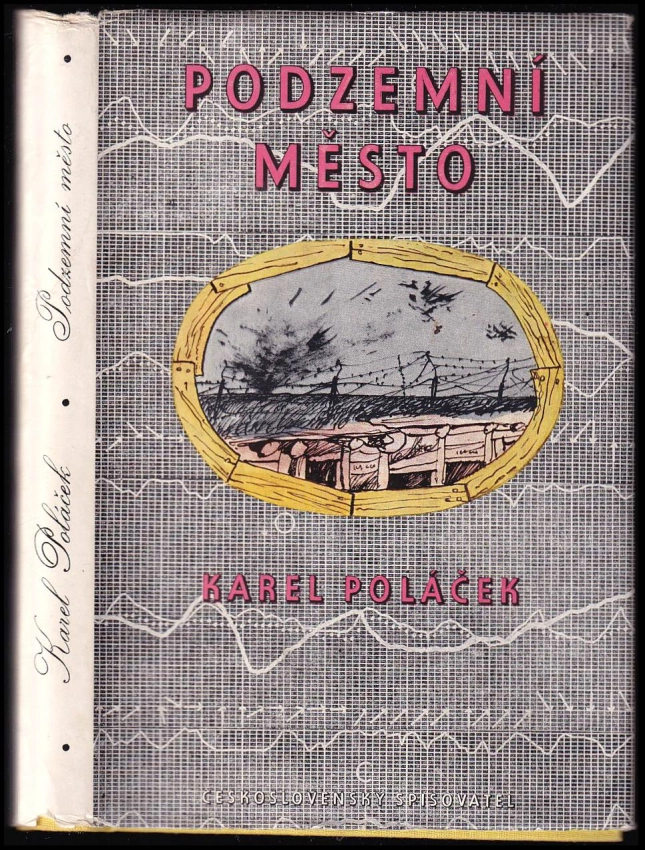 PODZEMNÍ
MĚSTO
KAREL POLÁČEK
ČESKOSLOVENSKÝ SPISOVATEL
Karel Poláček • Podzemní město